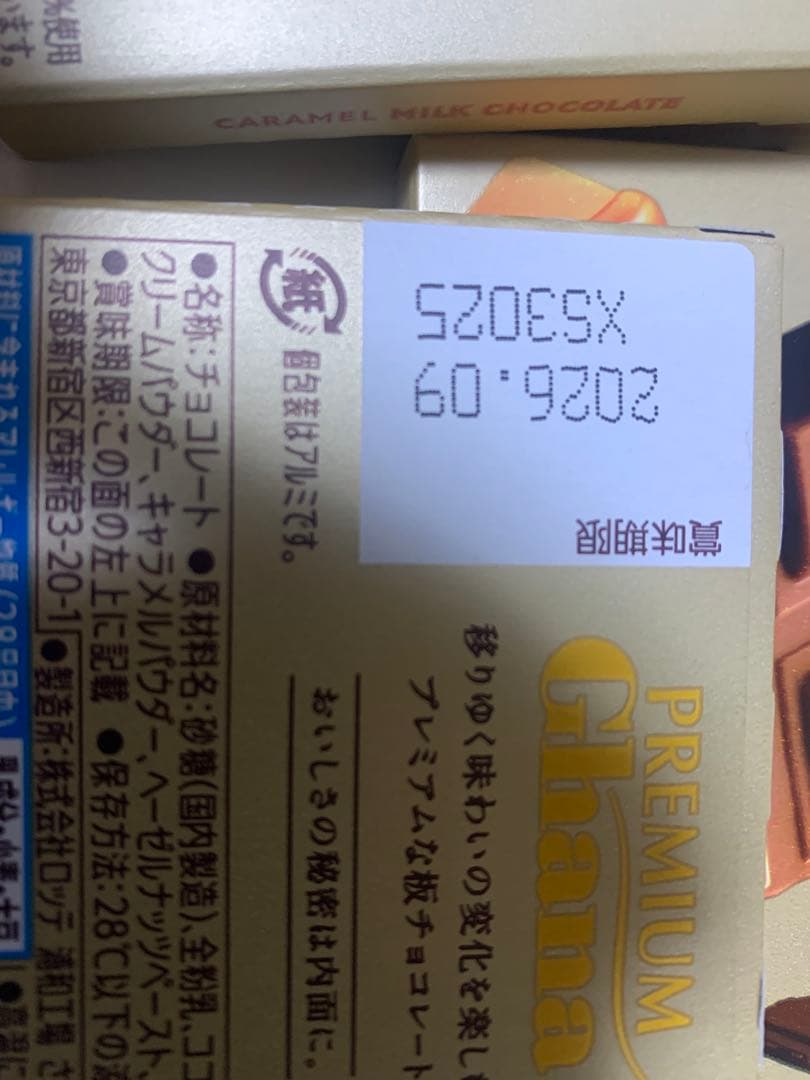 %使用
います。
CARAMEL MILK CHOCOLATE
賞味期限
2026.09
XS3025
PREMIUM
Ghana
移りゆく味わいの変化を楽し
プレミアムな板チョコレート
おいしさの秘密は内面に。
紙
個包装はアルミです。
●名称:チョコレート ●原材料名:砂糖(国内製造)、全粉乳、ココ
クリームパウダー、キャラメルパウダー、ヘーゼルナッツペースト、
●賞味期限:この面の左上に記載 ●保存方法:28℃以下の
東京都新宿区西新宿3-20-1 ●製造所:株式会社ロッテ 浦和工場 さ